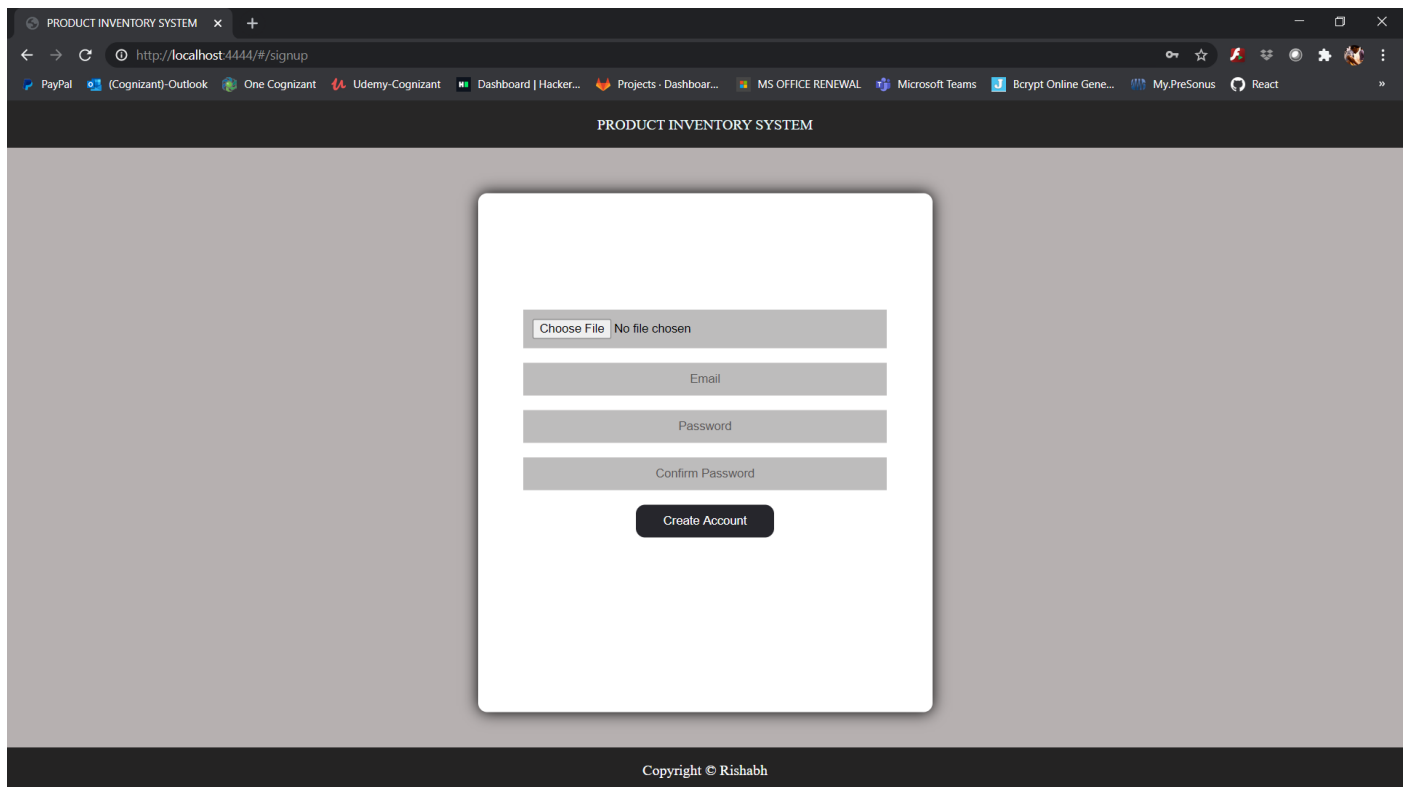 PRODUCT INVENTORY SYSTEM
http://localhost:4444/#/signup
PayPal (Cognizant)-Outlook One Cognizant Udemy-Cognizant Dashboard | Hacker... Projects · Dashboar... MS OFFICE RENEWAL Microsoft Teams Bcrypt Online Gene... My.PreSonus React »
PRODUCT INVENTORY SYSTEM
Choose File No file chosen
Email
Password
Confirm Password
Create Account
Copyright © Rishabh